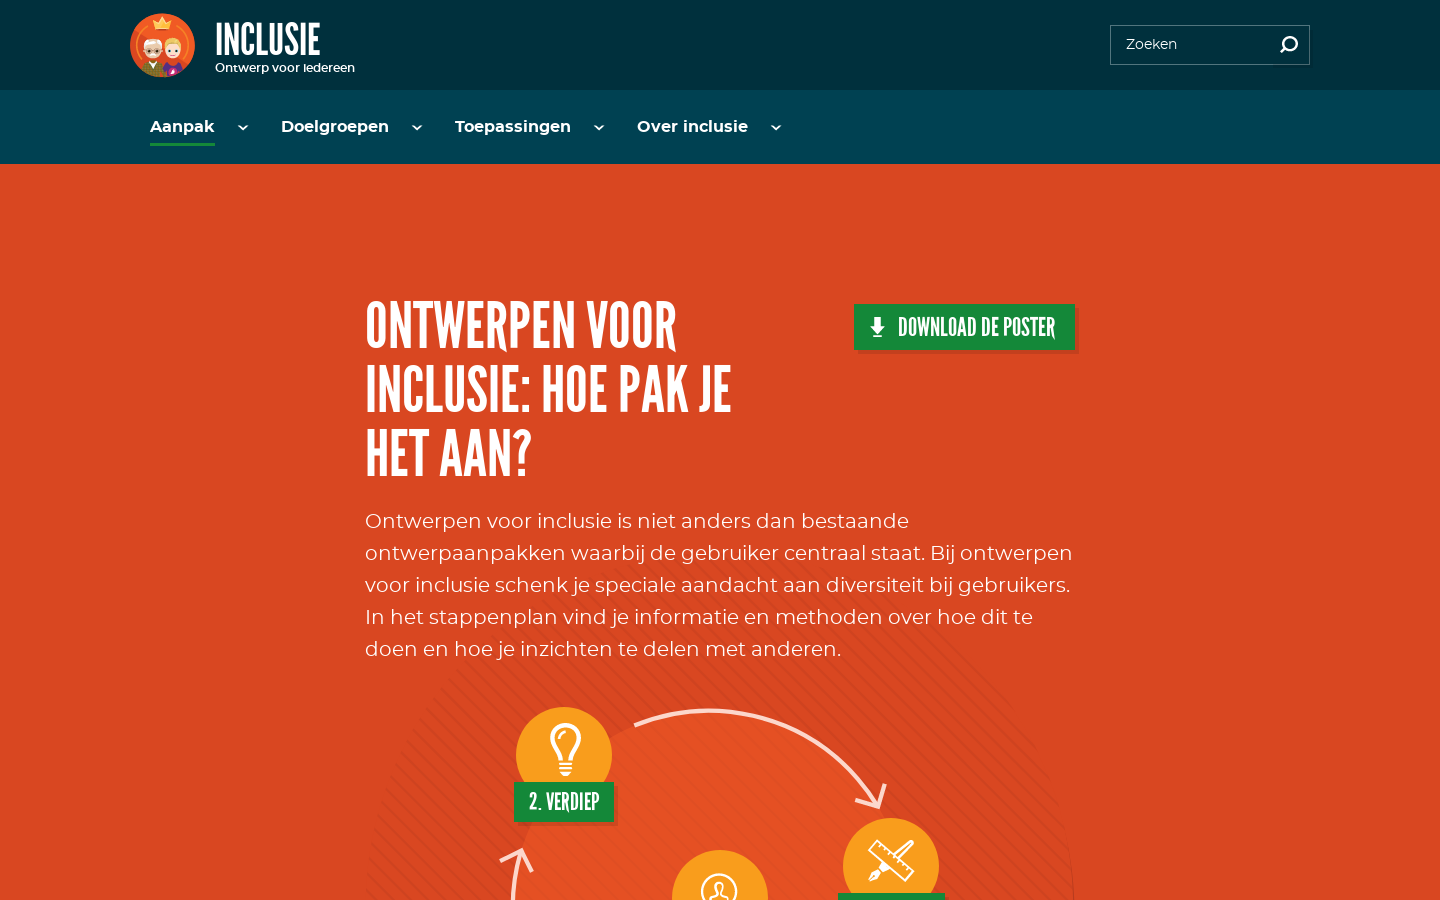 INCLUSIE
Ontwerp voor iedereen
Zoeken
Aanpak
Doelgroepen
Toepassingen
Over inclusie
ONTWERPEN VOOR
INCLUSIE: HOE PAK JE
HET AAN?
DOWNLOAD DE POSTER
Ontwerpen voor inclusie is niet anders dan bestaande
ontwerpaanpakken waarbij de gebruiker centraal staat. Bij ontwerpen
voor inclusie schenk je speciale aandacht aan diversiteit bij gebruikers.
In het stappenplan vind je informatie en methoden over hoe dit te
doen en hoe je inzichten te delen met anderen.
2. VERDIEP